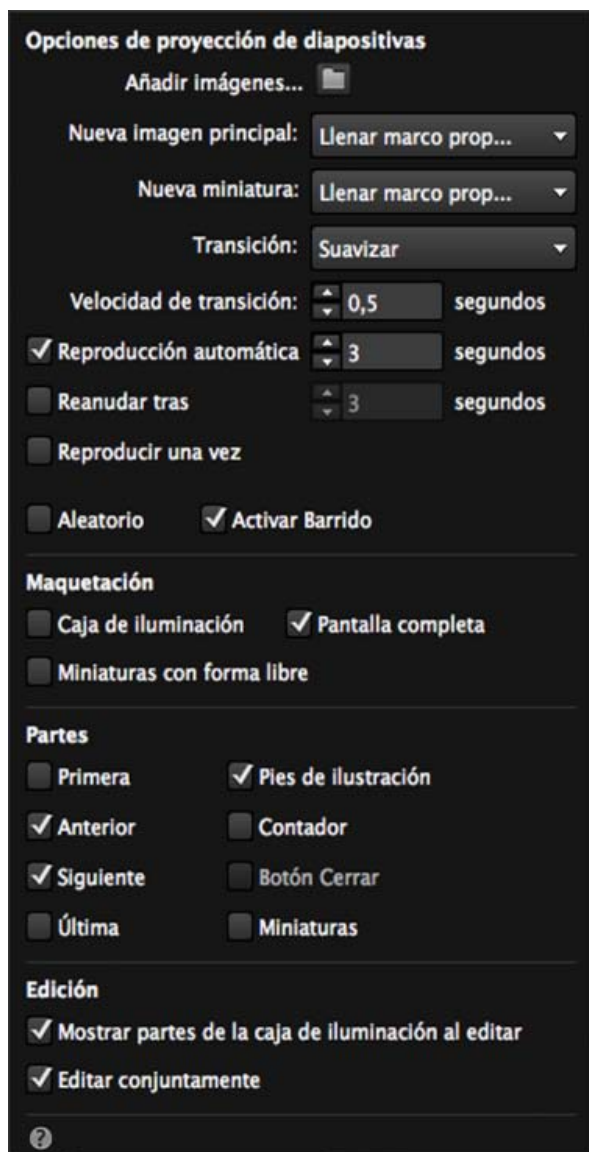 Opciones de proyección de diapositivas
Añadir imágenes...
Nueva imagen principal: Llenar marco prop...
Nueva miniatura: Llenar marco prop...
Transición: Suavizar
Velocidad de transición: 0,5 segundos
Reproducción automática 3 segundos
Reanudar tras 3 segundos
Reproducir una vez
Aleatorio Activar Barrido
Maquetación
Caja de iluminación Pantalla completa
Miniaturas con forma libre
Partes
Primera Pies de ilustración
Anterior Contador
Siguiente Botón Cerrar
Última Miniaturas
Edición
Mostrar partes de la caja de iluminación al editar
Editar conjuntamente
?